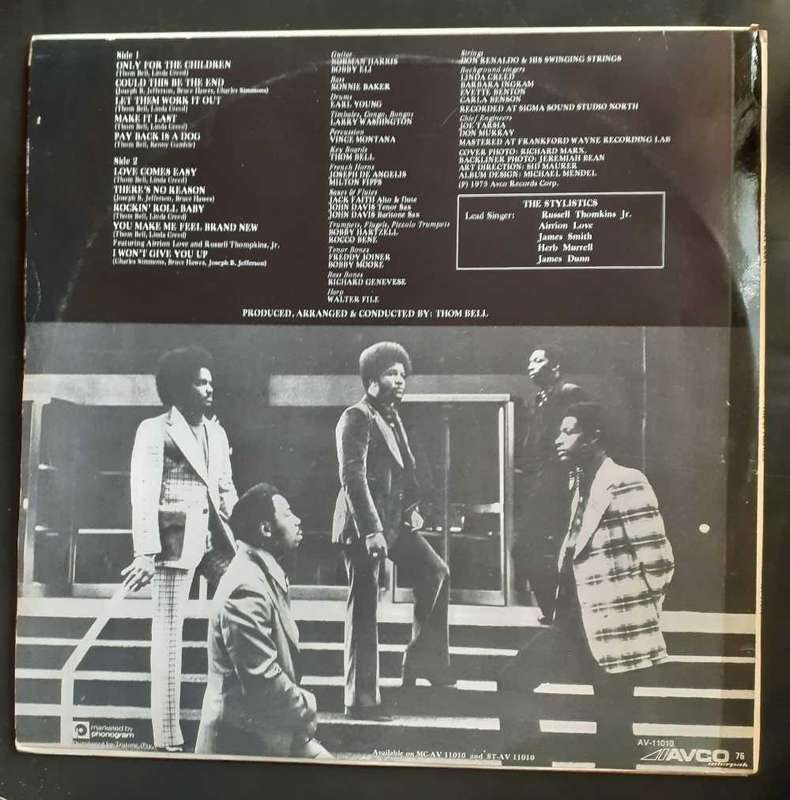 Side 1
ONLY FOR THE CHILDREN
(Thom Bell, Linda Creed)
COULD THIS BE THE END
(Joseph B. Jefferson, Bruce Hawes, Charles Simmons)
LET THEM WORK IT OUT
(Thom Bell, Linda Creed)
MAKE IT LAST
(Thom Bell, Linda Creed)
PAY BACK IS A DOG
(Thom Bell, Kenny Gamble)
Side 2
LOVE COMES EASY
(Thom Bell, Linda Creed)
THERE'S NO REASON
(Joseph B. Jefferson, Bruce Hawes)
ROCKIN' ROLL BABY
(Thom Bell, Linda Creed)
YOU MAKE ME FEEL BRAND NEW
(Thom Bell, Linda Creed)
Featuring Airrion Love and Russell Thompkins, Jr.
I WON'T GIVE YOU UP
(Charles Simmons, Bruce Hawes, Joseph B. Jefferson)
Guitar
NORMAN HARRIS
BOBBY ELI
Bass
RONNIE BAKER
Drums
EARL YOUNG
Timbales, Conga, Bongos
LARRY WASHINGTON
Percussion
VINCE MONTANA
Key Boards
THOM BELL
French Horns
JOSEPH DE ANGELIS
MILTON PIPPS
Saxes & Flutes
JACK FAITH Alto & flute
JOHN DAVIS Tenor Sax
JOHN DAVIS Baritone Sax
Trumpets, Flugels, Piccolo Trumpets
BOBBY HARTZELL
ROCCO BENE
Tenor Bones
FREDDY JOINER
BOBBY MOORE
Bass Bones
RICHARD GENEVESE
Harp
WALTER FILE
Strings
DON RENALDO & HIS SWINGING STRINGS
Background singers
LINDA CREED
BARBARA INGRAM
EVETTE BENTON
CARLA BENSON
RECORDED AT SIGMA SOUND STUDIO NORTH
Chief Engineers
JOE TARSIA
DON MURRAY
MASTERED AT FRANKFORD WAYNE RECORDING LAB
COVER PHOTO: RICHARD MARX,
BACKLINER PHOTO: JEREMIAH BEAN
ART DIRECTION: SID MAURER
ALBUM DESIGN: MICHAEL MENDEL
(P) 1973 Avco Records Corp.
THE STYLISTICS
Lead Singer: Russell Thomkins Jr.
Airrion Love
James Smith
Herb Murrell
James Dunn
PRODUCED, ARRANGED & CONDUCTED BY: THOM BELL
marketed by
phonogram
Available on MC-AV 11010 and ST-AV 11010
AV-11010
AVCO 76
interpak